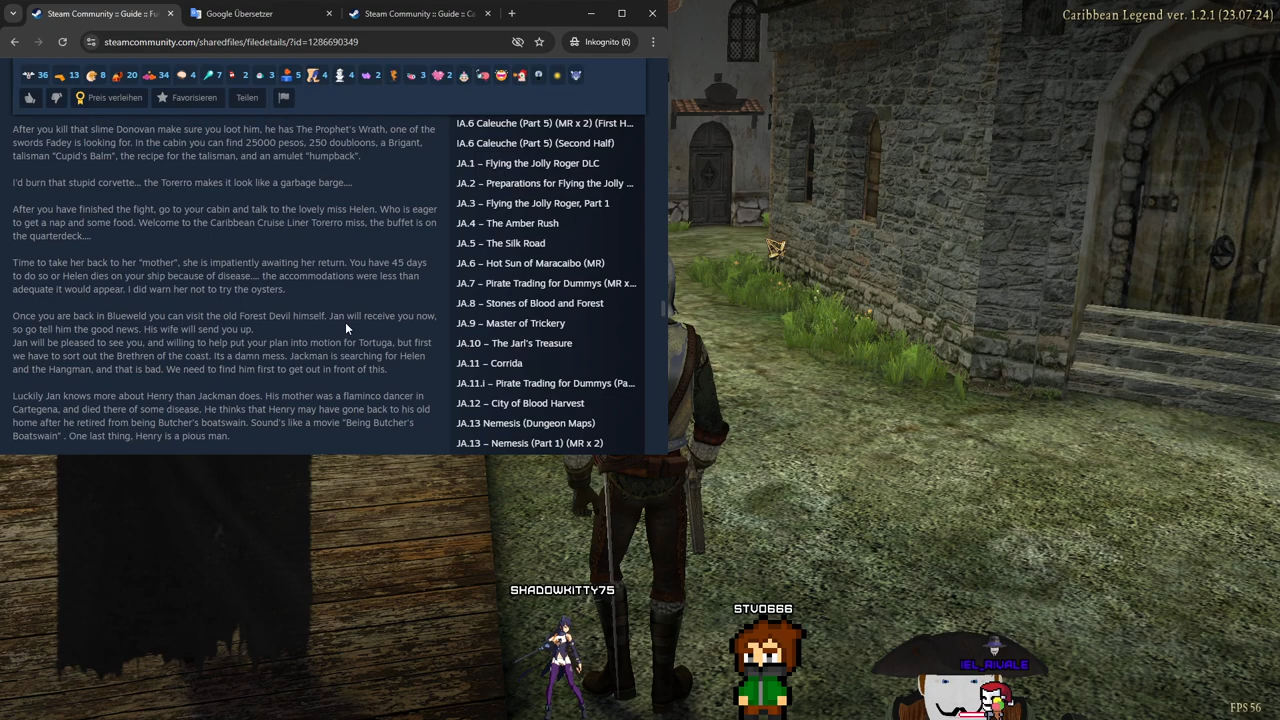 Steam Community :: Guide :: Fu
Google Übersetzer
Steam Community :: Guide :: Ca
steamcommunity.com/sharedfiles/filedetails/?id=1286690349
Inkognito (6)
36 13 8 20 34 4 7 2 3 5 4 4 2 3 2
Preis verleihen
Favorisieren
Teilen
After you kill that slime Donovan make sure you loot him, he has The Prophet's Wrath, one of the
swords Fadey is looking for. In the cabin you can find 25000 pesos, 250 doubloons, a Brigant,
talisman "Cupid's Balm", the recipe for the talisman, and an amulet "humpback".
I'd burn that stupid corvette... the Torerro makes it look like a garbage barge....
After you have finished the fight, go to your cabin and talk to the lovely miss Helen. Who is eager
to get a nap and some food. Welcome to the Caribbean Cruise Liner Torerro miss, the buffet is on
the quarterdeck....
Time to take her back to her "mother", she is impatiently awaiting her return. You have 45 days
to do so or Helen dies on your ship because of disease.... the accommodations were less than
adequate it would appear. I did warn her not to try the oysters.
Once you are back in Blueweld you can visit the old Forest Devil himself. Jan will receive you now,
so go tell him the good news. His wife will send you up.
Jan will be pleased to see you, and willing to help put your plan into motion for Tortuga, but first
we have to sort out the Brethren of the coast. Its a damn mess. Jackman is searching for Helen
and the Hangman, and that is bad. We need to find him first to get out in front of this.
Luckily Jan knows more about Henry than Jackman does. His mother was a flaminco dancer in
Cartegena, and died there of some disease. He thinks that Henry may have gone back to his old
home after he retired from being Butcher's boatswain. Sound's like a movie "Being Butcher's
Boatswain" . One last thing, Henry is a pious man.
IA.6 Caleuche (Part 5) (MR x 2) (First H...
IA.6 Caleuche (Part 5) (Second Half)
JA.1 – Flying the Jolly Roger DLC
JA.2 – Preparations for Flying the Jolly ...
JA.3 – Flying the Jolly Roger, Part 1
JA.4 – The Amber Rush
JA.5 – The Silk Road
JA.6 – Hot Sun of Maracaibo (MR)
JA.7 – Pirate Trading for Dummys (MR x...
JA.8 – Stones of Blood and Forest
JA.9 – Master of Trickery
JA.10 – The Jarl's Treasure
JA.11 – Corrida
JA.11.i – Pirate Trading for Dummys (Pa...
JA.12 – City of Blood Harvest
JA.13 Nemesis (Dungeon Maps)
JA.13 – Nemesis (Part 1) (MR x 2)
Caribbean Legend ver. 1.2.1 (23.07.24)
SHADOWKITTY75
STVO666
IEL_RIVALE
FPS 56